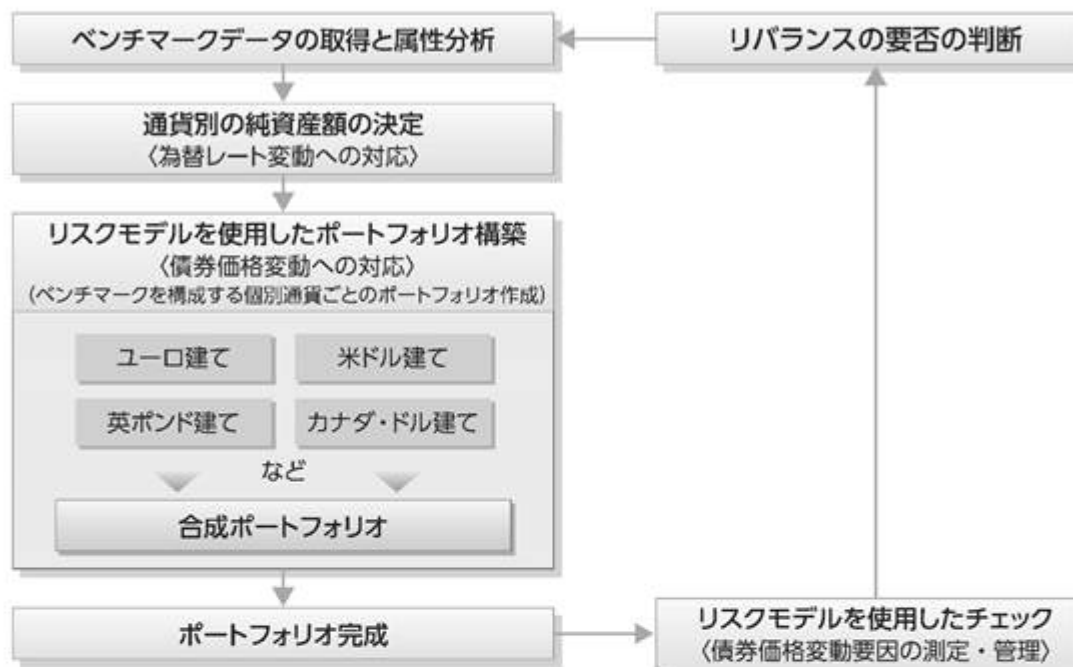 ベンチマークデータの取得と属性分析
リバランスの要否の判断
通貨別の純資産額の決定
〈為替レート変動への対応〉
リスクモデルを使用したポートフォリオ構築
〈債券価格変動への対応〉
(ベンチマークを構成する個別通貨ごとのポートフォリオ作成)
ユーロ建て
米ドル建て
英ポンド建て
カナダ・ドル建て
など
合成ポートフォリオ
ポートフォリオ完成
リスクモデルを使用したチェック
〈債券価格変動要因の測定・管理〉